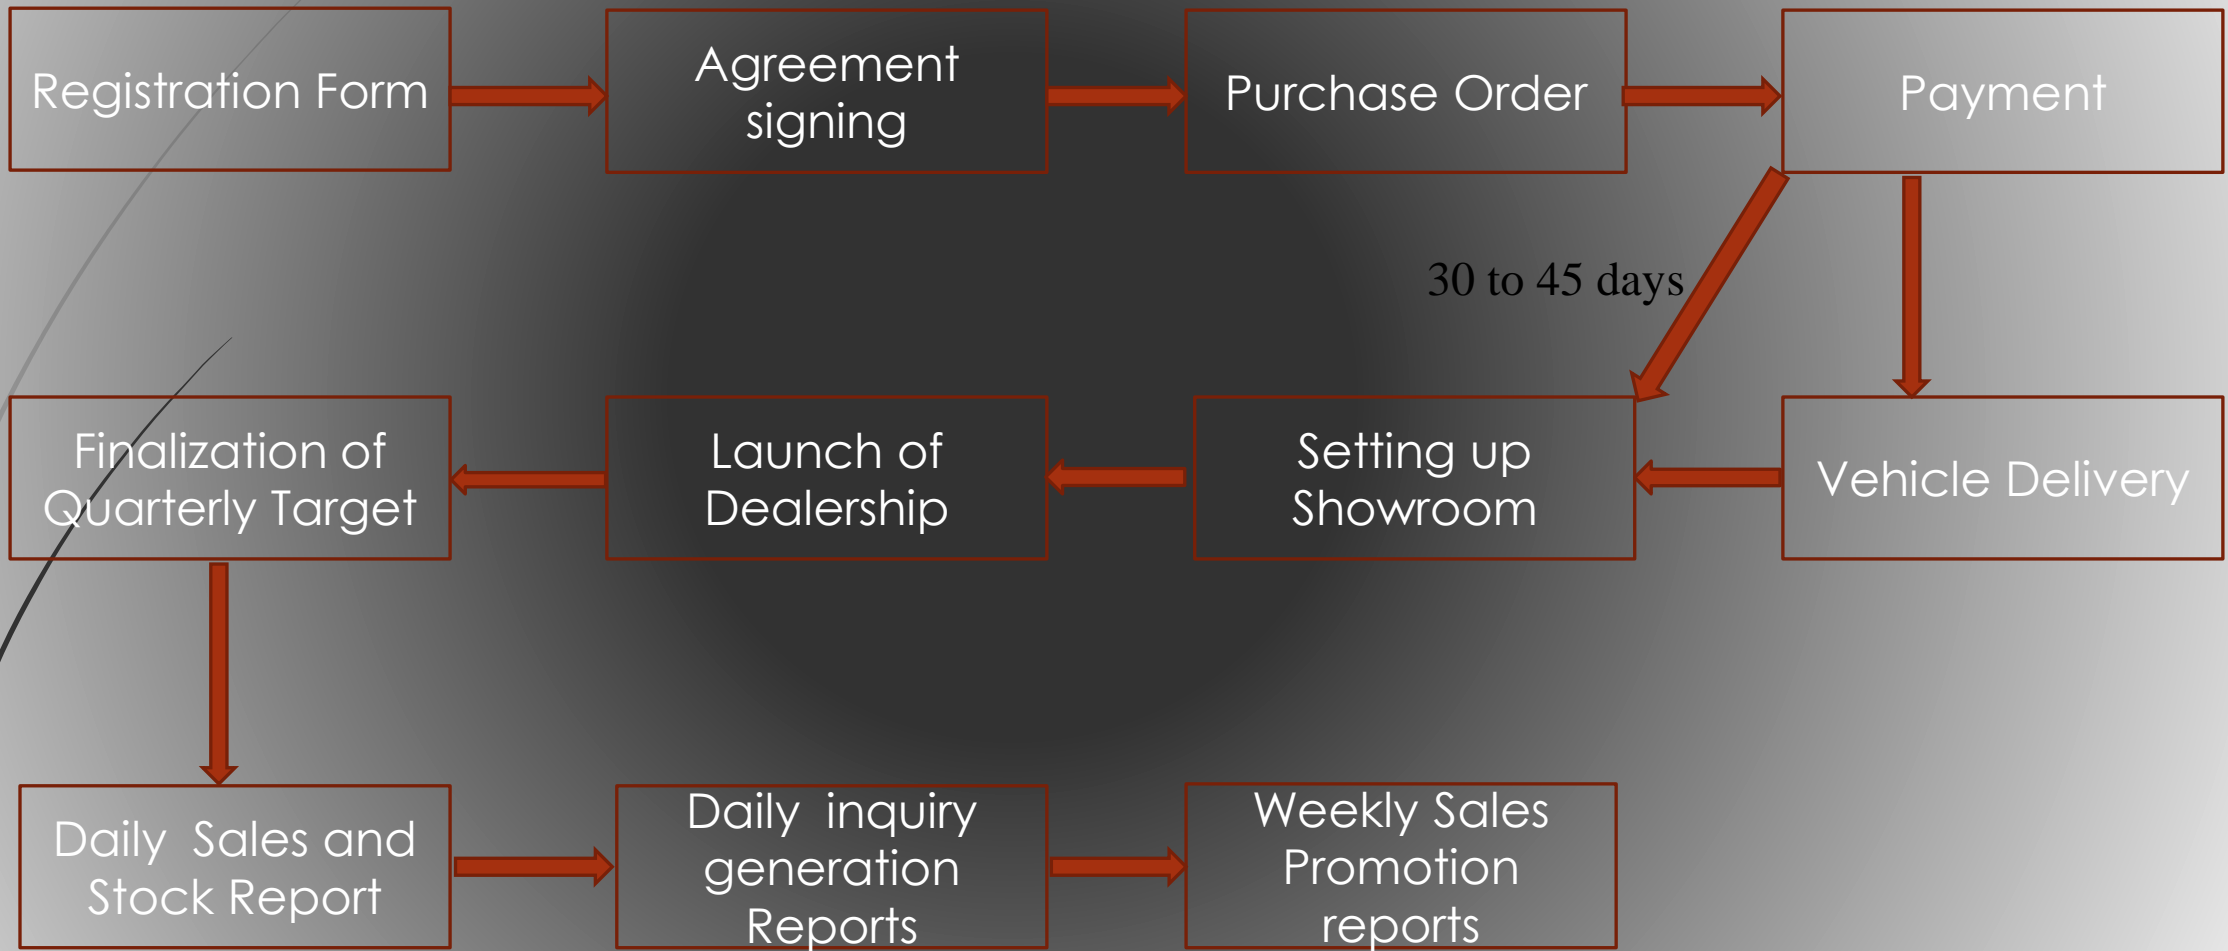 Registration Form
Agreement
signing
Purchase Order
Payment
30 to 45 days
Finalization of
Quarterly Target
Launch of
Dealership
Setting up
Showroom
Vehicle Delivery
Daily  Sales and
Stock Report
Daily  inquiry
generation
Reports
Weekly Sales
Promotion
reports